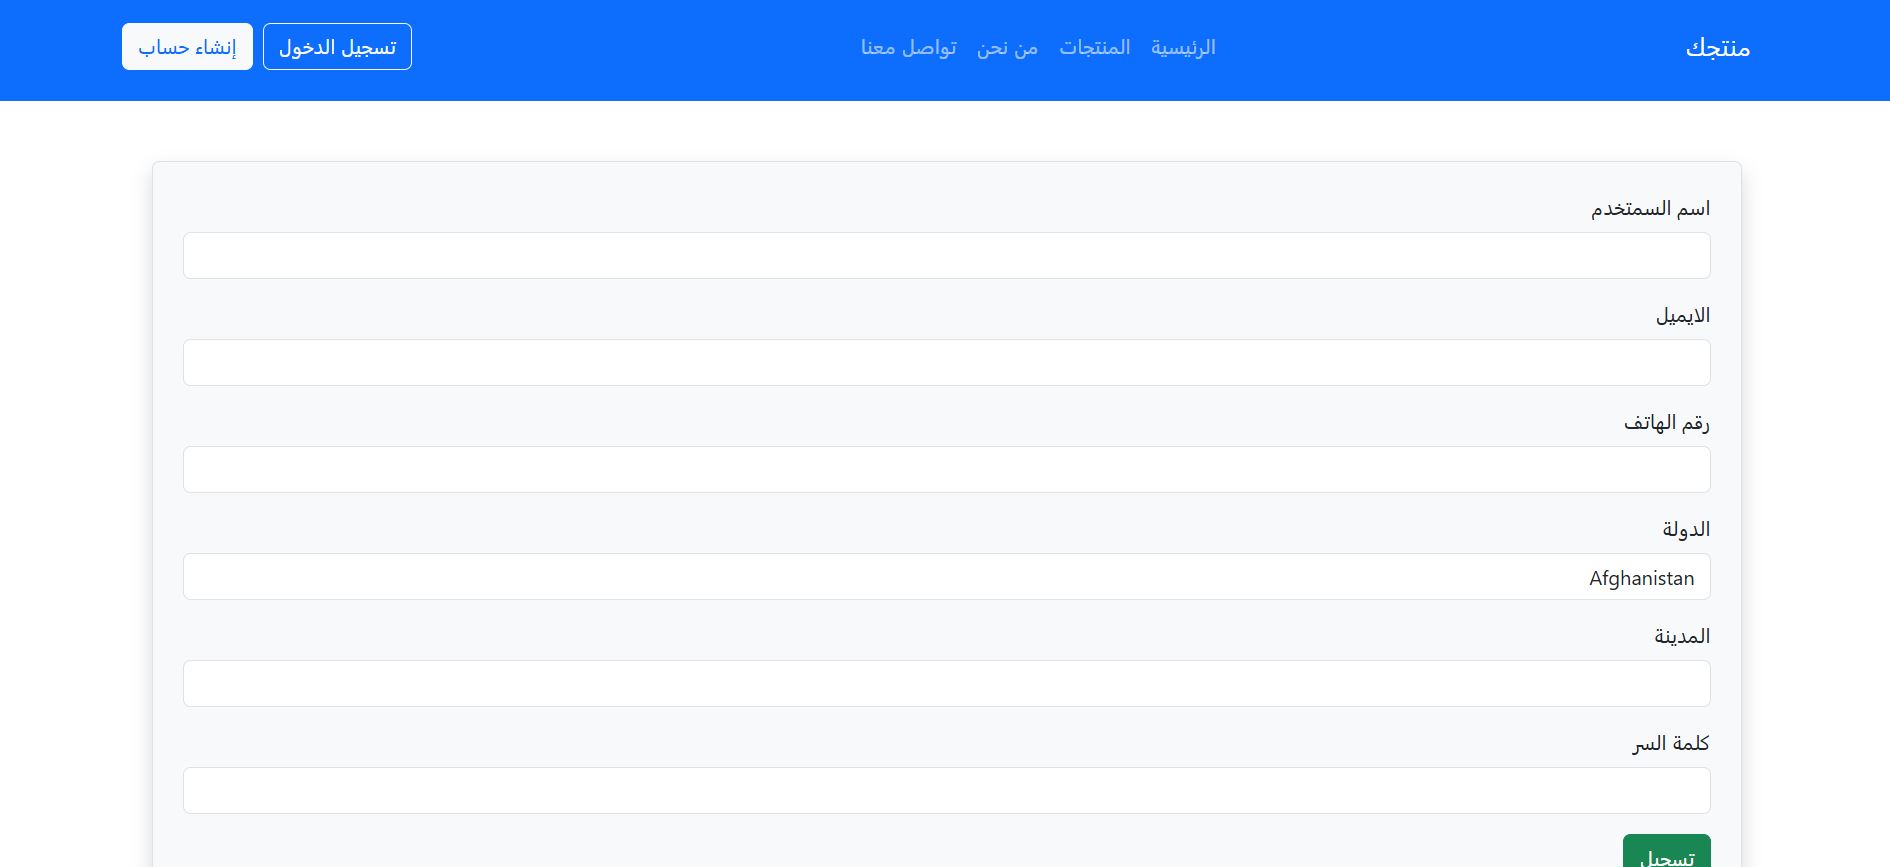 منتجك
الرئيسية المنتجات من نحن تواصل معنا
تسجيل الدخول إنشاء حساب
اسم السمتخدم
الايميل
رقم الهاتف
الدولة
Afghanistan
المدينة
كلمة السر
تسجيل